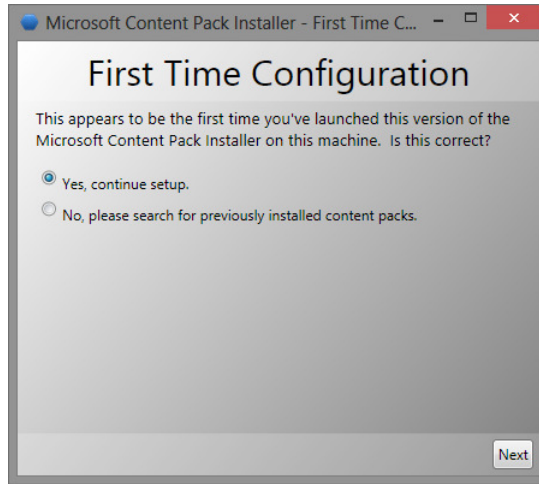 Microsoft Content Pack Installer - First Time C...
First Time Configuration
This appears to be the first time you've launched this version of the
Microsoft Content Pack Installer on this machine.  Is this correct?
Yes, continue setup.
No, please search for previously installed content packs.
Next